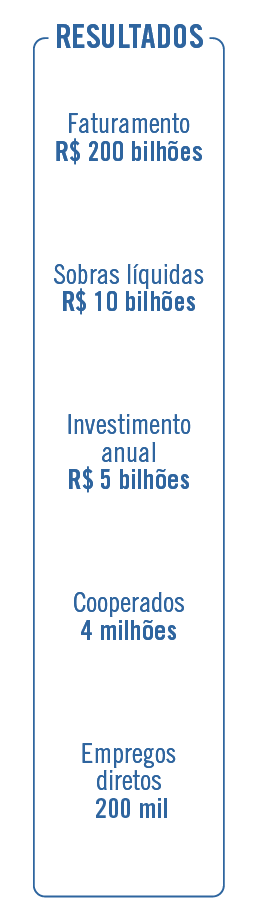 RESULTADOS
Faturamento
R$ 200 bilhões
Sobras líquidas
R$ 10 bilhões
Investimento
anual
R$ 5 bilhões
Cooperados
4 milhões
Empregos
diretos
200 mil